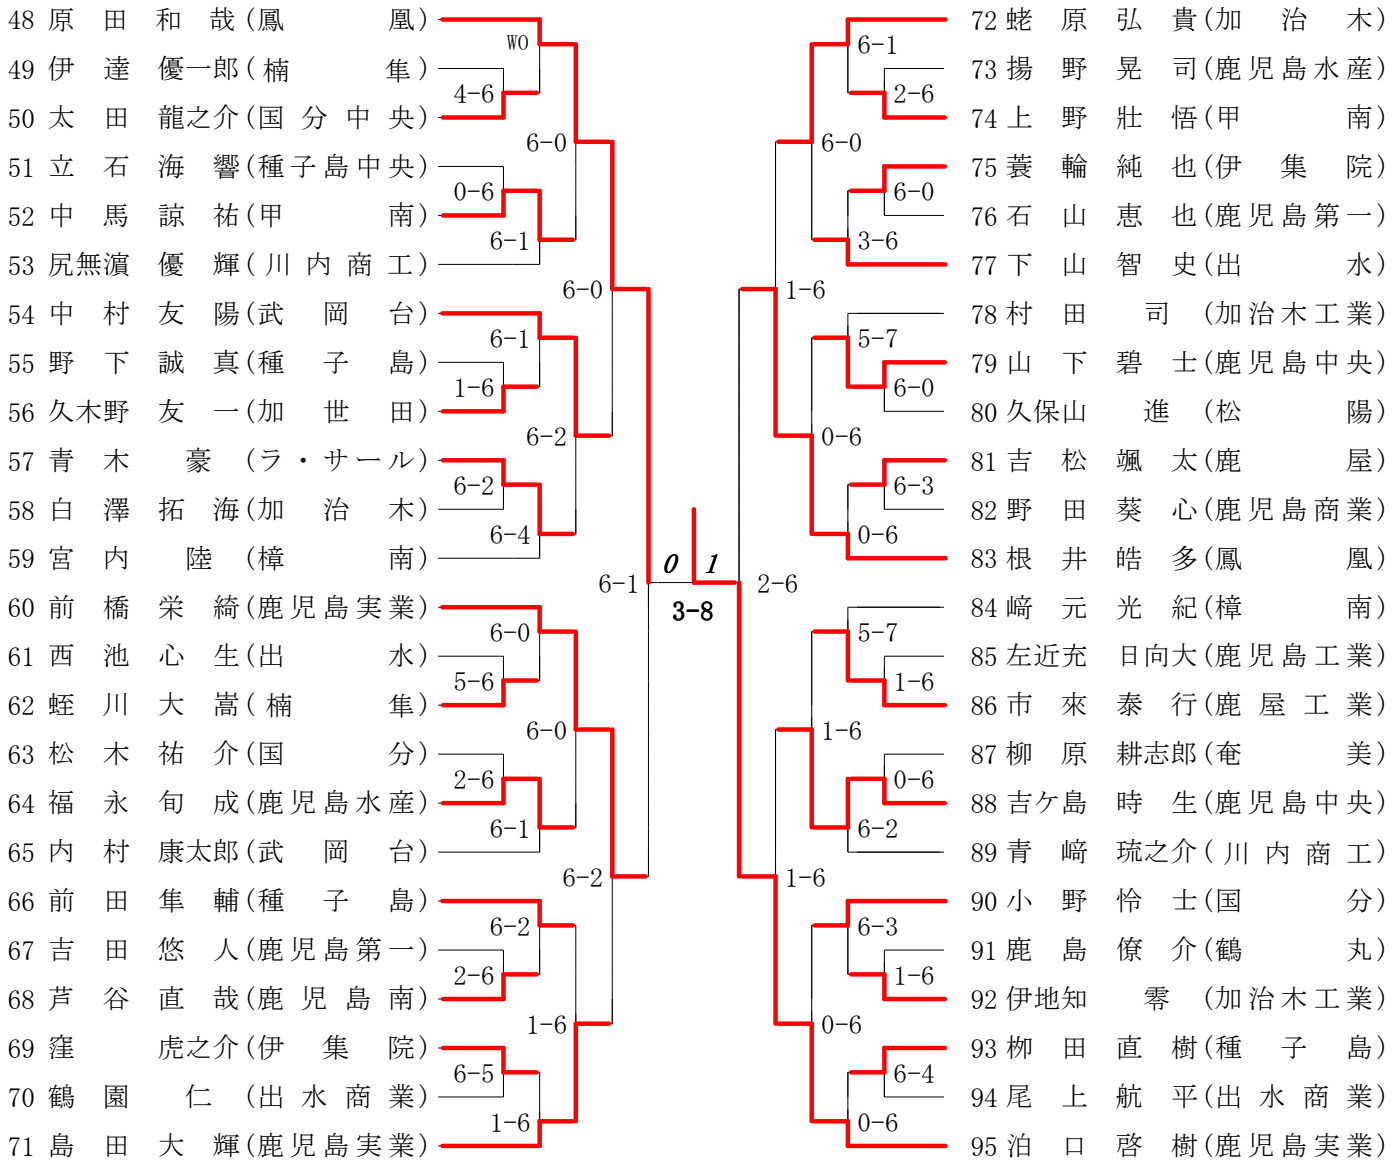 48 原田 和哉 (鳳凰)
WO
49 伊達 優一郎 (楠隼)
4-6
50 太田 龍之介 (国分中央)
6-0
51 立石 海響 (種子島中央)
0-6
52 中馬 諒祐 (甲南)
6-1
53 尻無濵 優輝 (川内商工)
6-0
54 中村 友陽 (武岡台)
6-1
55 野下 誠真 (種子島)
1-6
56 久木野 友一 (加世田)
6-2
57 青木 豪 (ラ・サール)
6-2
58 白澤 拓海 (加治木)
6-4
59 宮内 陸 (樟南)
6-1
60 前橋 栄綺 (鹿児島実業)
6-0
61 西池 心生 (出水)
5-6
62 蛭川 大嵩 (楠隼)
6-0
63 松木 祐介 (国分)
2-6
64 福永 旬成 (鹿児島水産)
6-1
65 内村 康太郎 (武岡台)
6-2
66 前田 隼輔 (種子島)
6-2
67 吉田 悠人 (鹿児島第一)
2-6
68 芦谷 直哉 (鹿児島南)
1-6
69 窪 虎之介 (伊集院)
6-5
70 鶴園 仁 (出水商業)
1-6
71 島田 大輝 (鹿児島実業)
0 1
3-8
72 蛯原 弘貴 (加治木)
6-1
73 揚野 晃司 (鹿児島水産)
2-6
74 上野 壯悟 (甲南)
6-0
75 蓑輪 純也 (伊集院)
6-0
76 石山 恵也 (鹿児島第一)
3-6
77 下山 智史 (出水)
1-6
78 村田 司 (加治木工業)
5-7
79 山下 碧士 (鹿児島中央)
6-0
80 久保山 進 (松陽)
0-6
81 吉松 颯太 (鹿屋)
6-3
82 野田 葵心 (鹿児島商業)
0-6
83 根井 皓多 (鳳凰)
2-6
84 﨑元 光紀 (樟南)
5-7
85 左近充 日向大 (鹿児島工業)
1-6
86 市來 泰行 (鹿屋工業)
1-6
87 柳原 耕志郎 (奄美)
0-6
88 吉ケ島 時生 (鹿児島中央)
6-2
89 青﨑 琉之介 (川内商工)
1-6
90 小野 怜士 (国分)
6-3
91 鹿島 僚介 (鶴丸)
1-6
92 伊地知 零 (加治木工業)
0-6
93 栁田 直樹 (種子島)
6-4
94 尾上 航平 (出水商業)
0-6
95 泊口 啓樹 (鹿児島実業)